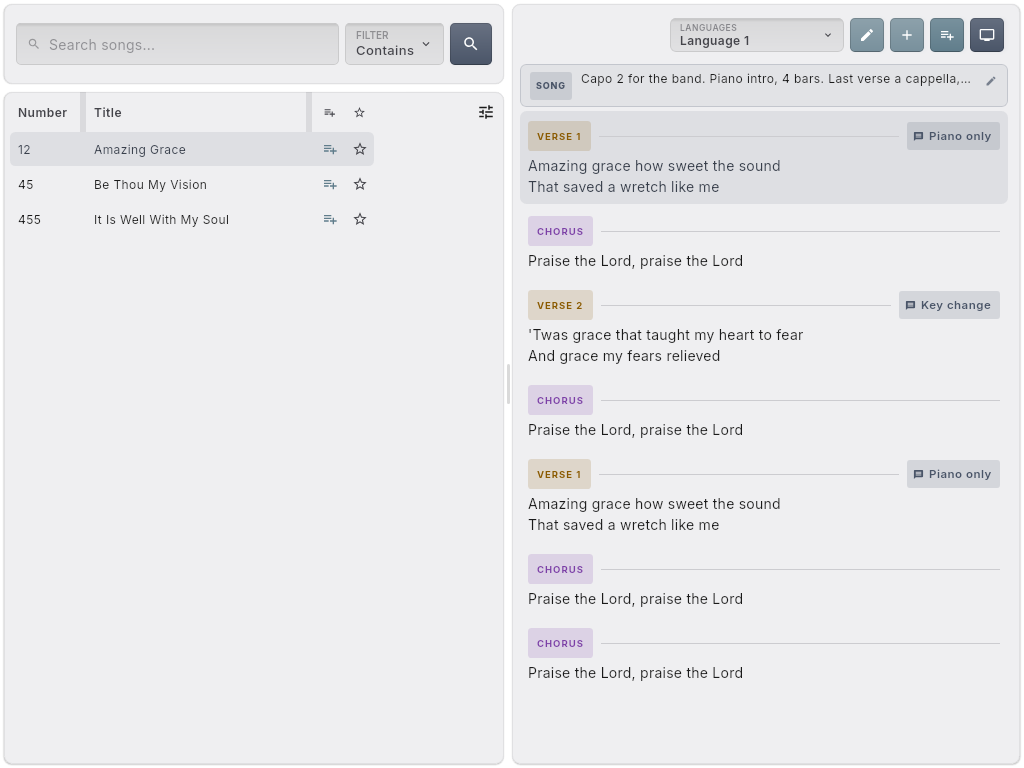 Search songs...
FILTER
Contains
Number Title
12 Amazing Grace
45 Be Thou My Vision
455 It Is Well With My Soul
LANGUAGES
Language 1
SONG Capo 2 for the band. Piano intro, 4 bars. Last verse a cappella,...
VERSE 1 Piano only
Amazing grace how sweet the sound
That saved a wretch like me
CHORUS
Praise the Lord, praise the Lord
VERSE 2 Key change
'Twas grace that taught my heart to fear
And grace my fears relieved
CHORUS
Praise the Lord, praise the Lord
VERSE 1 Piano only
Amazing grace how sweet the sound
That saved a wretch like me
CHORUS
Praise the Lord, praise the Lord
CHORUS
Praise the Lord, praise the Lord